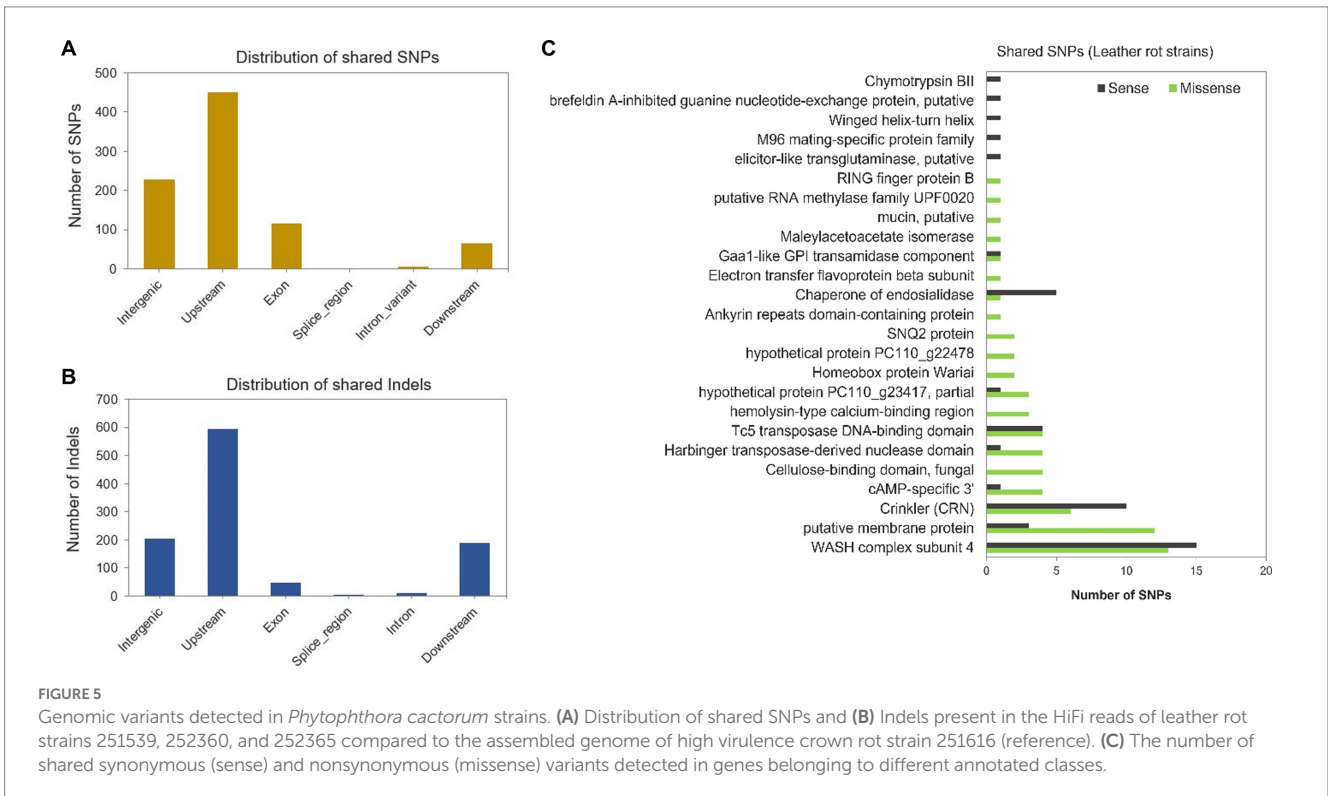 A
Distribution of shared SNPs
Number of SNPs
500
400
300
200
100
0
Intergenic
Upstream
Exon
Splice_region
Intron_variant
Downstream
B
Distribution of shared Indels
Number of Indels
700
600
500
400
300
200
100
0
Intergenic
Upstream
Exon
Splice_region
Intron
Downstream
C
Shared SNPs (Leather rot strains)
Sense Missense
Chymotrypsin BII
brefeldin A-inhibited guanine nucleotide-exchange protein, putative
Winged helix-turn helix
M96 mating-specific protein family
elicitor-like transglutaminase, putative
RING finger protein B
putative RNA methylase family UPF0020
mucin, putative
Maleylacetoacetate isomerase
Gaa1-like GPI transamidase component
Electron transfer flavoprotein beta subunit
Chaperone of endosialidase
Ankyrin repeats domain-containing protein
SNQ2 protein
hypothetical protein PC110_g22478
Homeobox protein Wariai
hypothetical protein PC110_g23417, partial
hemolysin-type calcium-binding region
Tc5 transposase DNA-binding domain
Harbinger transposase-derived nuclease domain
Cellulose-binding domain, fungal
cAMP-specific 3'
Crinkler (CRN)
putative membrane protein
WASH complex subunit 4
0 5 10 15 20
Number of SNPs
FIGURE 5
Genomic variants detected in Phytophthora cactorum strains. (A) Distribution of shared SNPs and (B) Indels present in the HiFi reads of leather rot
strains 251539, 252360, and 252365 compared to the assembled genome of high virulence crown rot strain 251616 (reference). (C) The number of
shared synonymous (sense) and nonsynonymous (missense) variants detected in genes belonging to different annotated classes.